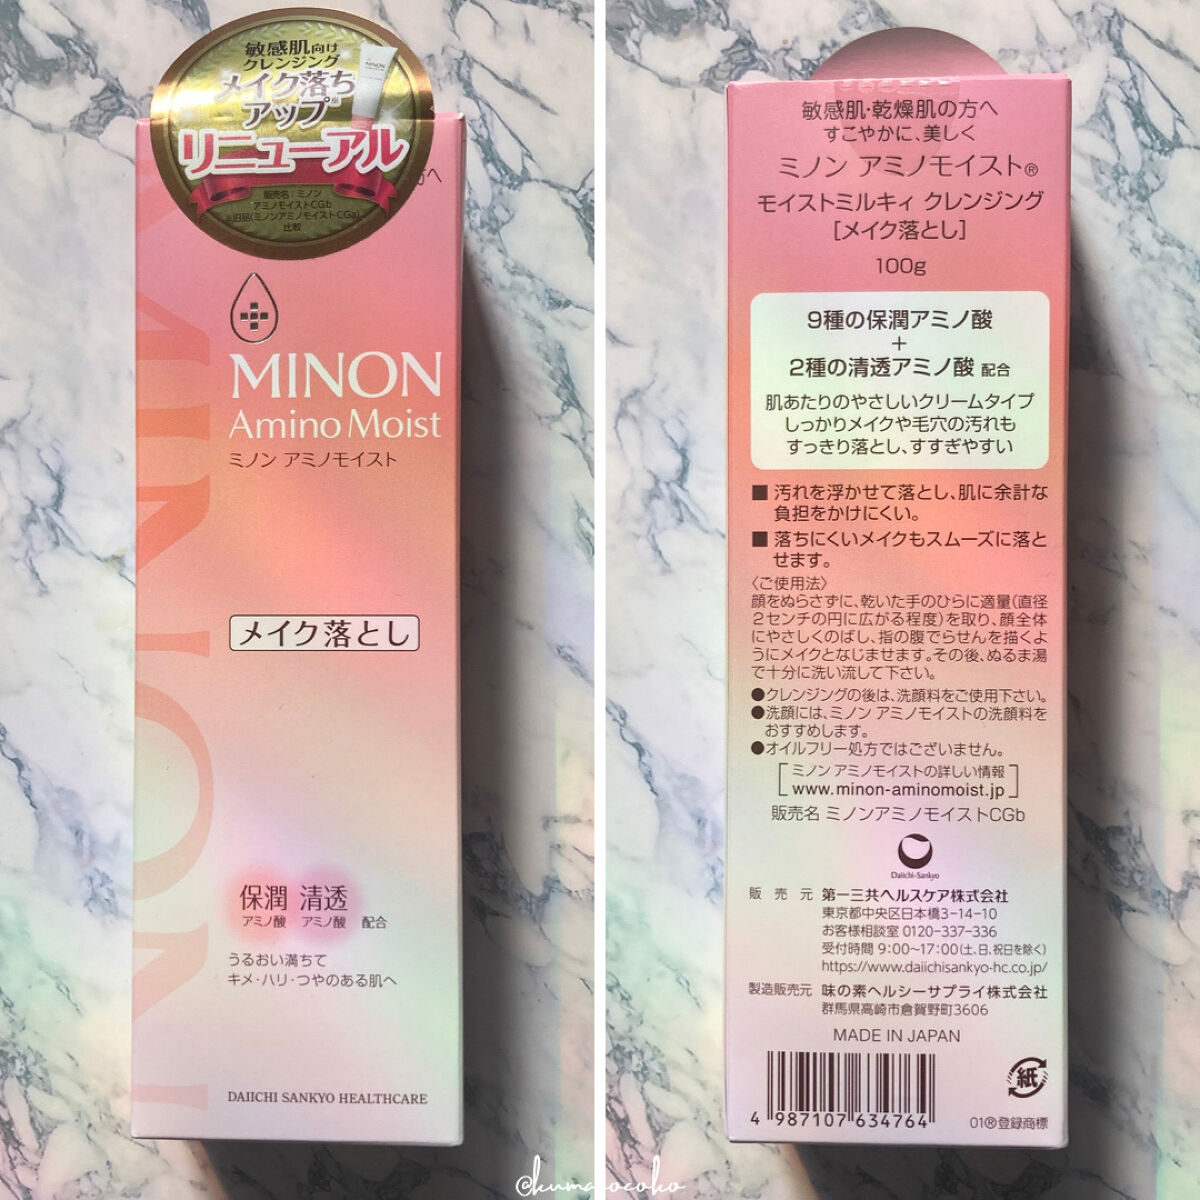 敏感肌向け
クレンジング
メイク落ち
アップ※
リニューアル
販売名：ミノン
アミノモイストCGb
※旧品(ミノンアミノモイストCGa)
比較
MINON
方へ
MINON
Amino Moist
ミノン アミノモイスト
メイク落とし
保潤 清透
アミノ酸 アミノ酸 配合
うるおい満ちて
キメ・ハリ・つやのある肌へ
DAIICHI SANKYO HEALTHCARE
MINON
敏感肌・乾燥肌の方へ
すこやかに、美しく
ミノン アミノモイスト®
モイストミルキィ クレンジング
[メイク落とし]
100g
9種の保潤アミノ酸
+
2種の清透アミノ酸 配合
肌あたりのやさしいクリームタイプ
しっかりメイクや毛穴の汚れも
すっきり落とし、すすぎやすい
■ 汚れを浮かせて落とし、肌に余計な
負担をかけにくい。
■ 落ちにくいメイクもスムーズに落と
せます。
〈ご使用法〉
顔をぬらさずに、乾いた手のひらに適量(直径
2センチの円に広がる程度)を取り、顔全体
にやさしくのばし、指の腹でらせんを描くよ
うにメイクとなじませます。その後、ぬるま湯
で十分に洗い流して下さい。
●クレンジングの後は、洗顔料をご使用下さい。
●洗顔には、ミノン アミノモイストの洗顔料を
おすすめします。
●オイルフリー処方ではございません。
[ミノン アミノモイストの詳しい情報
www.minon-aminomoist.jp]
販売名 ミノンアミノモイストCGb
Daiichi-Sankyo
販売元 第一三共ヘルスケア株式会社
東京都中央区日本橋3-14-10
お客様相談室 0120-337-336
受付時間 9:00〜17:00(土、日、祝日を除く)
https://www.daiichisankyo-hc.co.jp/
製造販売元 味の素ヘルシーサプライ株式会社
群馬県高崎市倉賀野町3606
MADE IN JAPAN
紙
4 987107 634764
01®登録商標
@kumacocoko